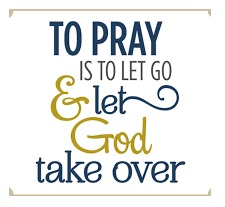 TO PRAY
IS TO LET GO
& let
God
take over